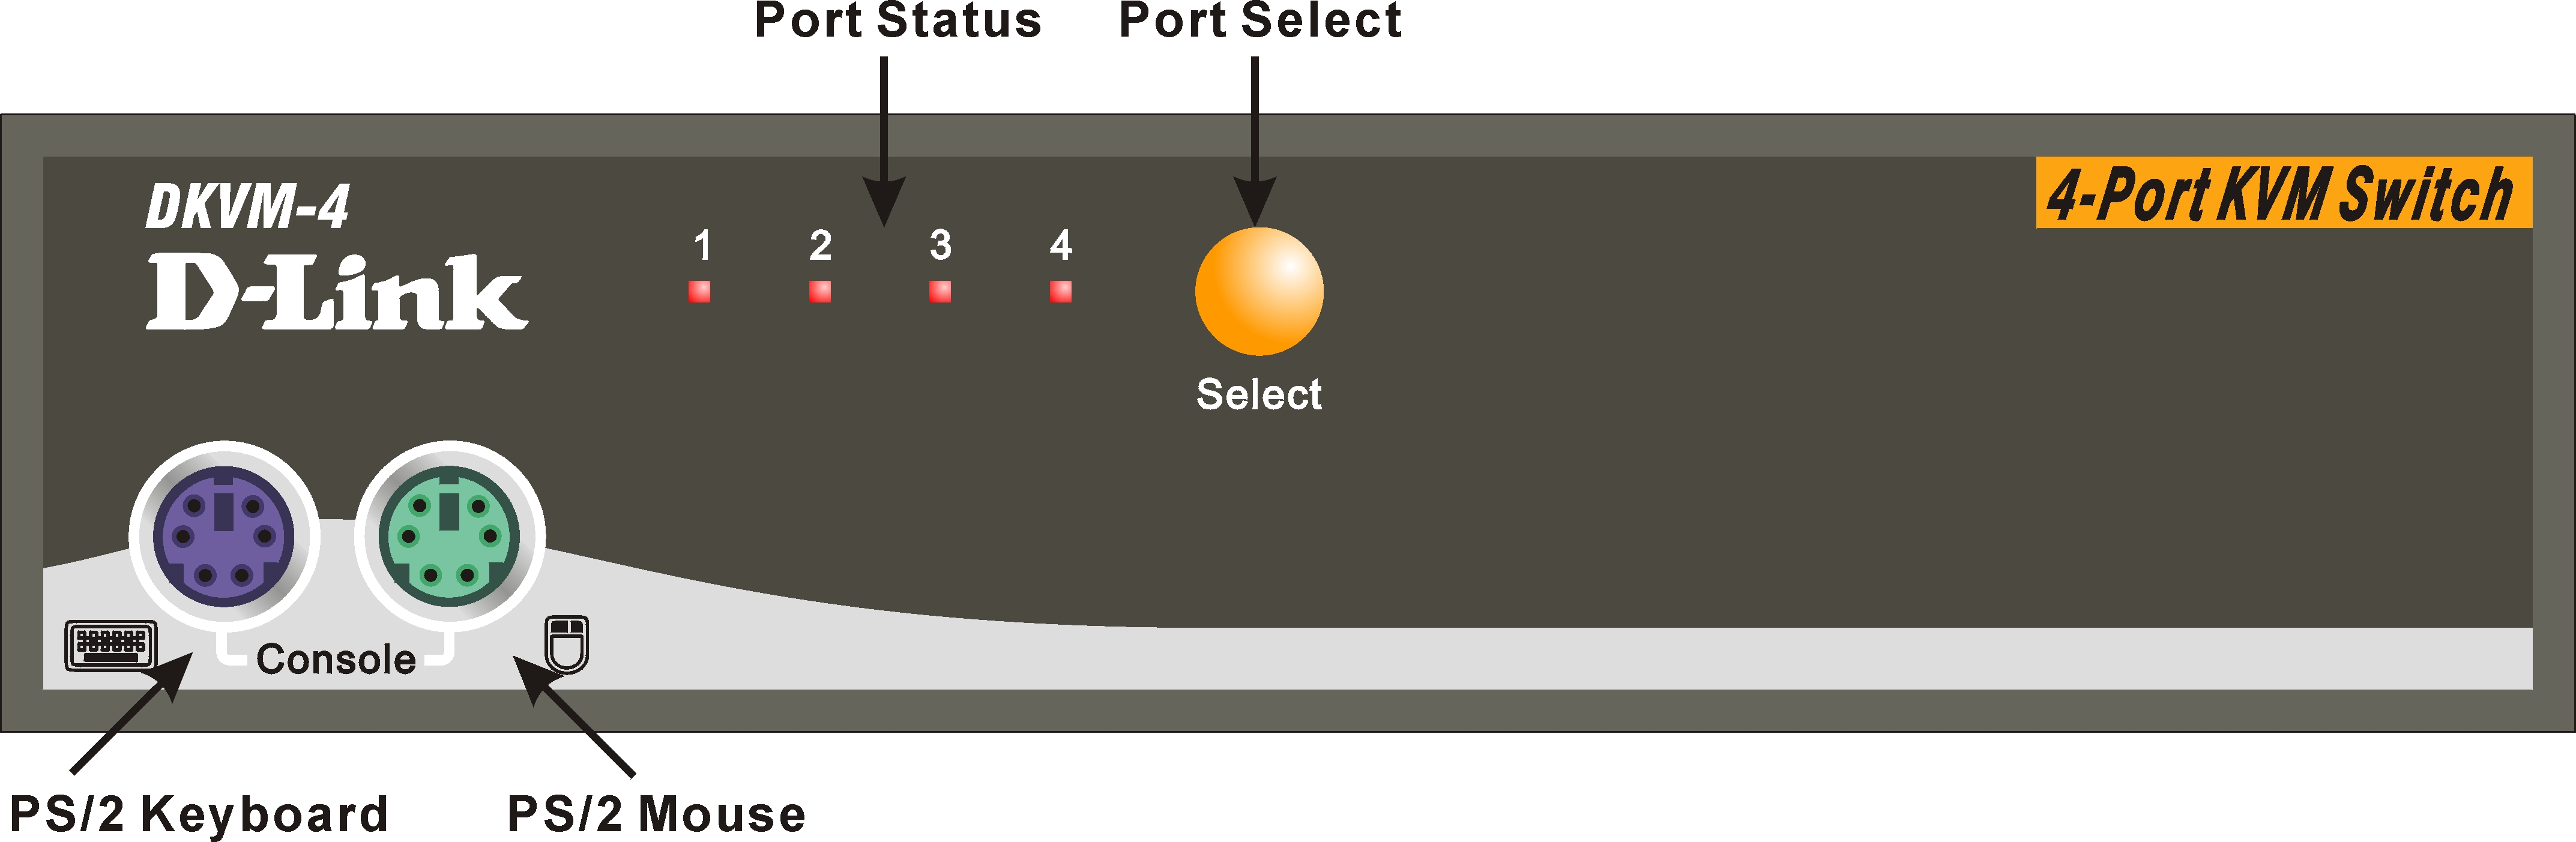 Port Status Port Select
DKVM-4
D-Link
1 2 3 4
Select
4-Port KVM Switch
Console
PS/2 Keyboard PS/2 Mouse